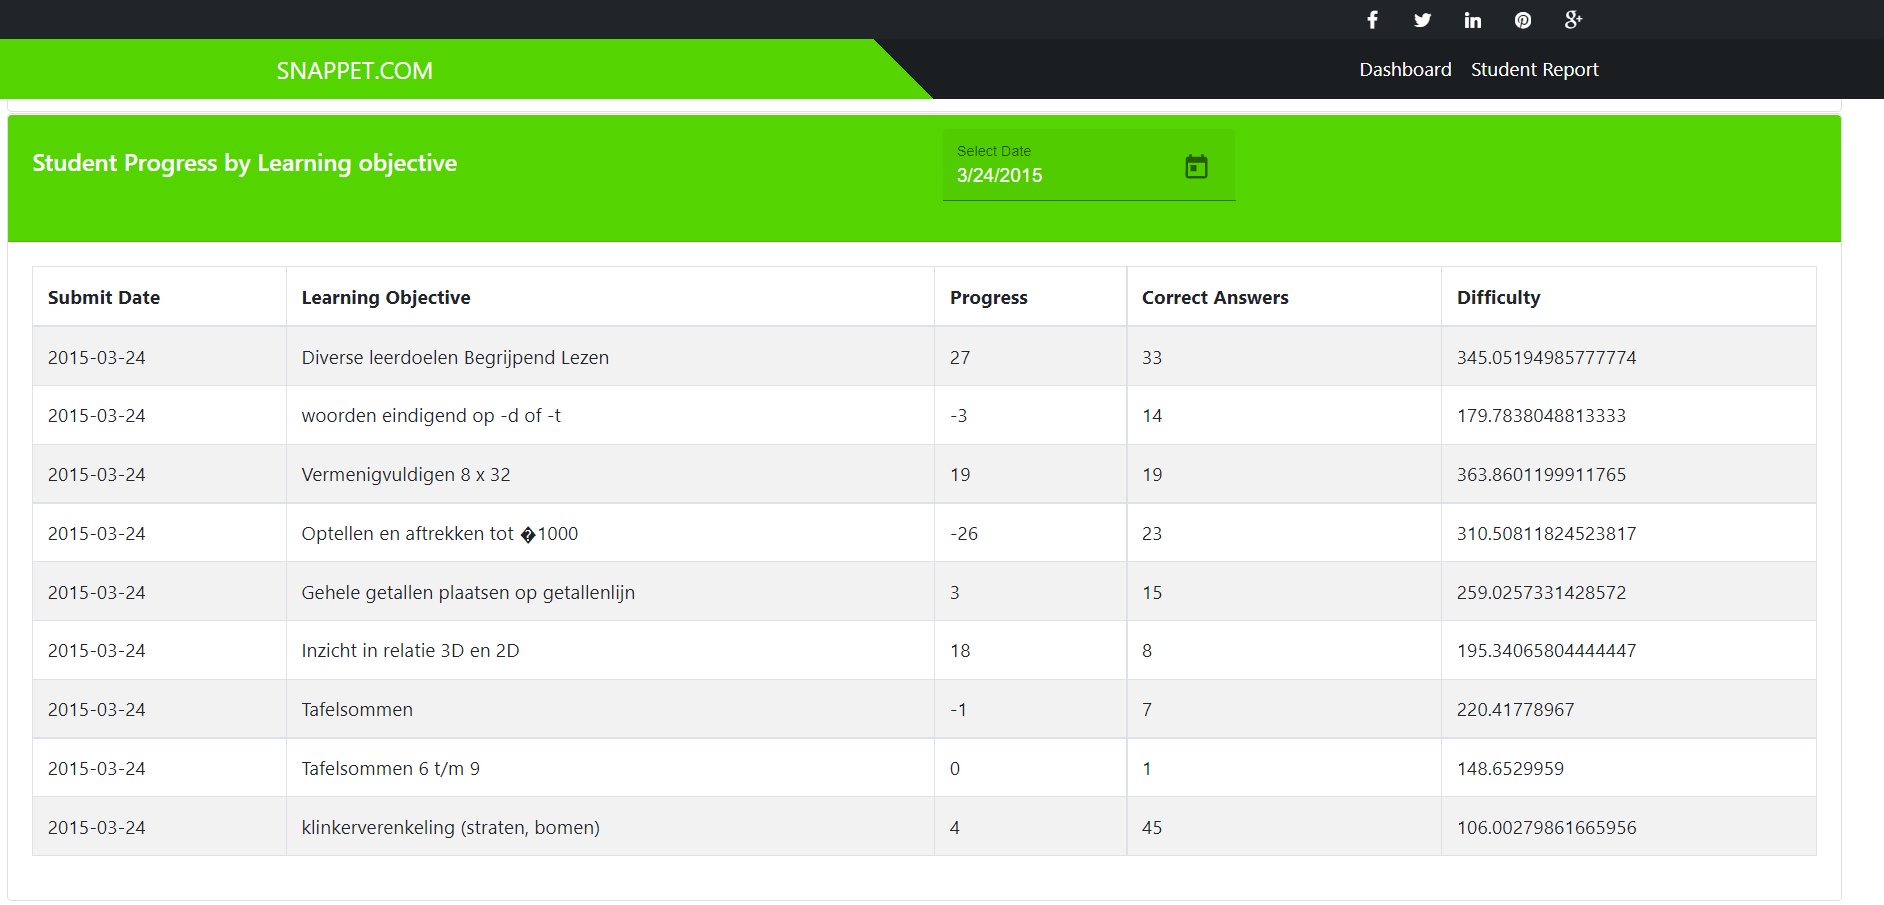 SNAPPET.COM
Dashboard Student Report
Student Progress by Learning objective
Select Date
3/24/2015
Submit Date Learning Objective Progress Correct Answers Difficulty
2015-03-24 Diverse leerdoelen Begrijpend Lezen 27 33 345.05194985777774
2015-03-24 woorden eindigend op -d of -t -3 14 179.7838048813333
2015-03-24 Vermenigvuldigen 8 x 32 19 19 363.8601199911765
2015-03-24 Optellen en aftrekken tot �1000 -26 23 310.50811824523817
2015-03-24 Gehele getallen plaatsen op getallenlijn 3 15 259.0257331428572
2015-03-24 Inzicht in relatie 3D en 2D 18 8 195.34065804444447
2015-03-24 Tafelsommen -1 7 220.41778967
2015-03-24 Tafelsommen 6 t/m 9 0 1 148.6529959
2015-03-24 klinkerverenkeling (straten, bomen) 4 45 106.00279861665956